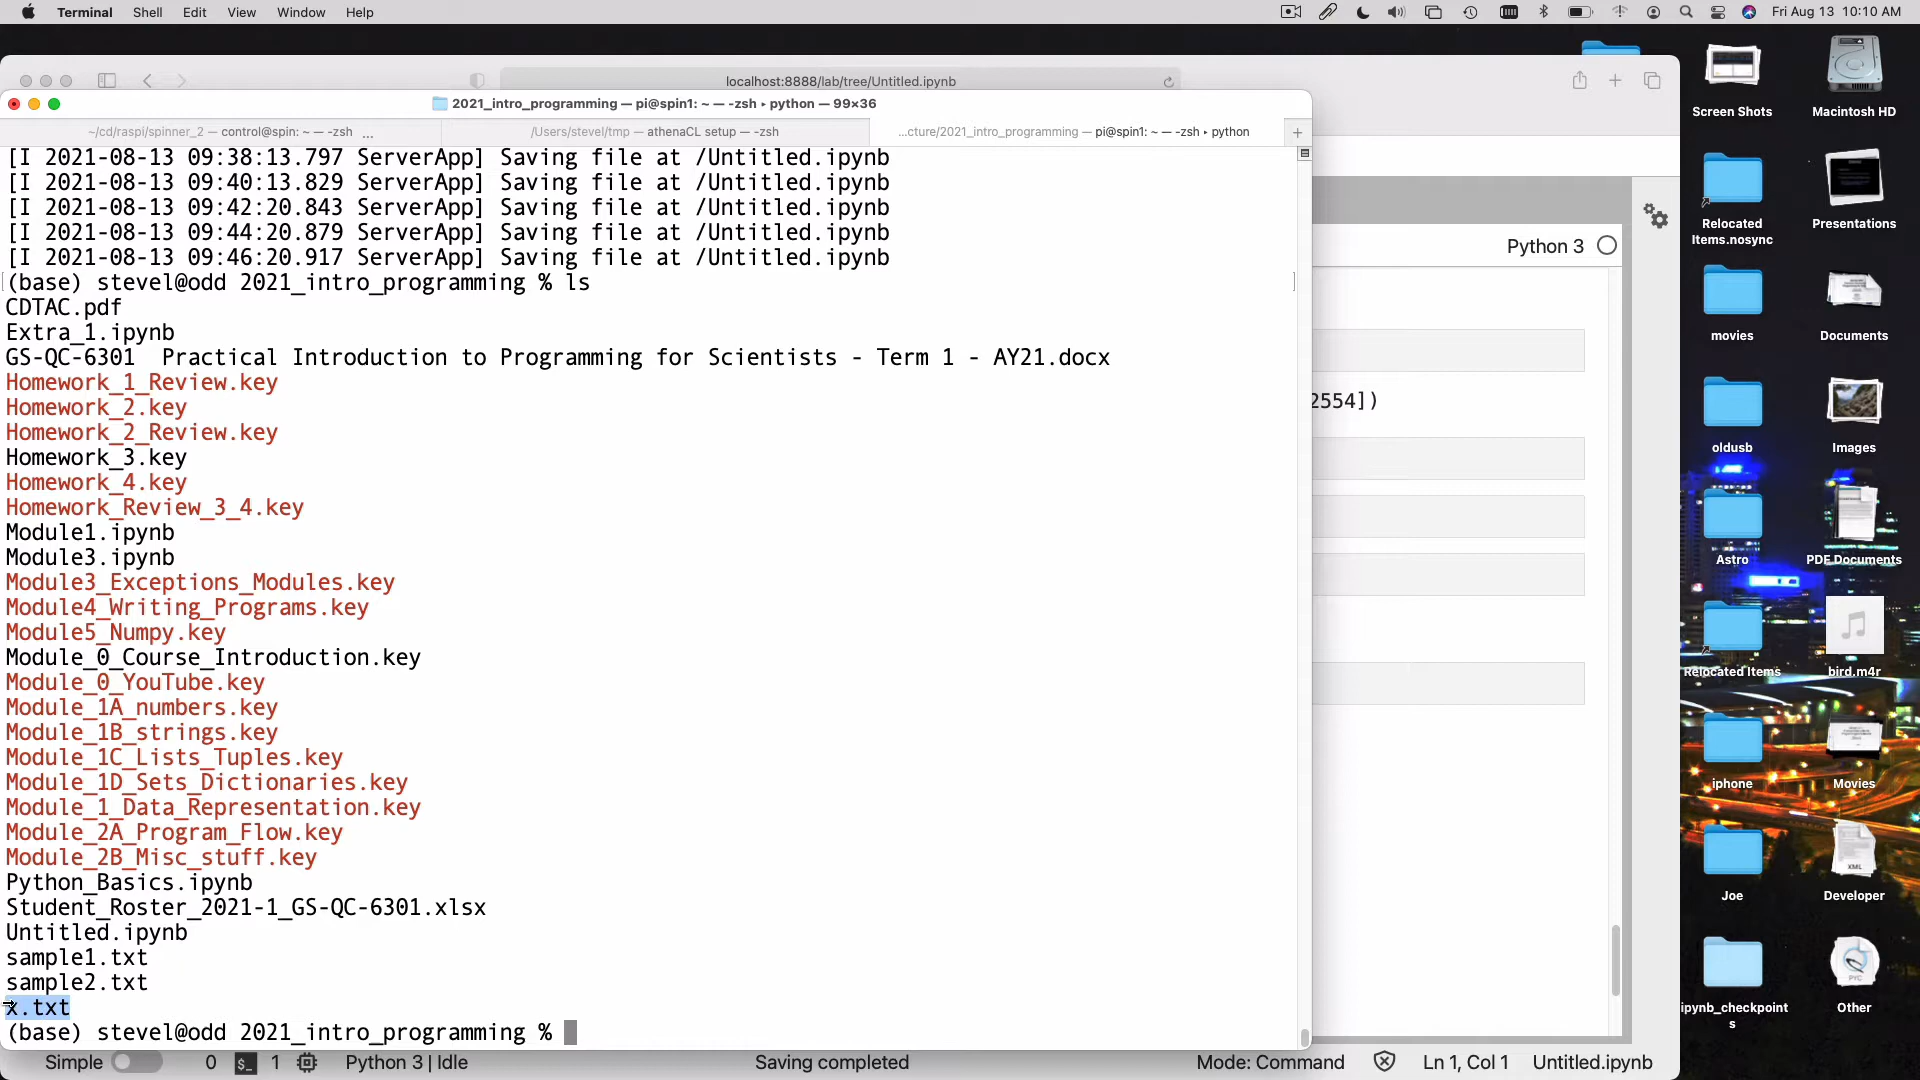 Terminal Shell Edit View Window Help Fri Aug 13 10:10 AM
localhost:8888/lab/tree/Untitled.ipynb
2021_intro_programming — pi@spin1: ~ — -zsh ▸ python — 99×36
~/cd/raspi/spinner_2 — control@spin: ~ — -zsh ... /Users/stevel/tmp — athenaCL setup — -zsh ...cture/2021_intro_programming — pi@spin1: ~ — -zsh ▸ python
[I 2021-08-13 09:38:13.797 ServerApp] Saving file at /Untitled.ipynb
[I 2021-08-13 09:40:13.829 ServerApp] Saving file at /Untitled.ipynb
[I 2021-08-13 09:42:20.843 ServerApp] Saving file at /Untitled.ipynb
[I 2021-08-13 09:44:20.879 ServerApp] Saving file at /Untitled.ipynb
[I 2021-08-13 09:46:20.917 ServerApp] Saving file at /Untitled.ipynb
(base) stevel@odd 2021_intro_programming % ls
CDTAC.pdf
Extra_1.ipynb
GS-QC-6301  Practical Introduction to Programming for Scientists - Term 1 - AY21.docx
Homework_1_Review.key
Homework_2.key
Homework_2_Review.key
Homework_3.key
Homework_4.key
Homework_Review_3_4.key
Module1.ipynb
Module3.ipynb
Module3_Exceptions_Modules.key
Module4_Writing_Programs.key
Module5_Numpy.key
Module_0_Course_Introduction.key
Module_0_YouTube.key
Module_1A_numbers.key
Module_1B_strings.key
Module_1C_Lists_Tuples.key
Module_1D_Sets_Dictionaries.key
Module_1_Data_Representation.key
Module_2A_Program_Flow.key
Module_2B_Misc_stuff.key
Python_Basics.ipynb
Student_Roster_2021-1_GS-QC-6301.xlsx
Untitled.ipynb
sample1.txt
sample2.txt
x.txt
(base) stevel@odd 2021_intro_programming %
Python 3
2554])
Simple 0 1 Python 3 | Idle Saving completed Mode: Command Ln 1, Col 1 Untitled.ipynb
Screen Shots Macintosh HD
Relocated Items.nosync Presentations
movies Documents
oldusb Images
Astro PDF Documents
Relocated Items bird.m4r
iphone Movies
XML
Joe Developer
PYC
ipynb_checkpoints Other